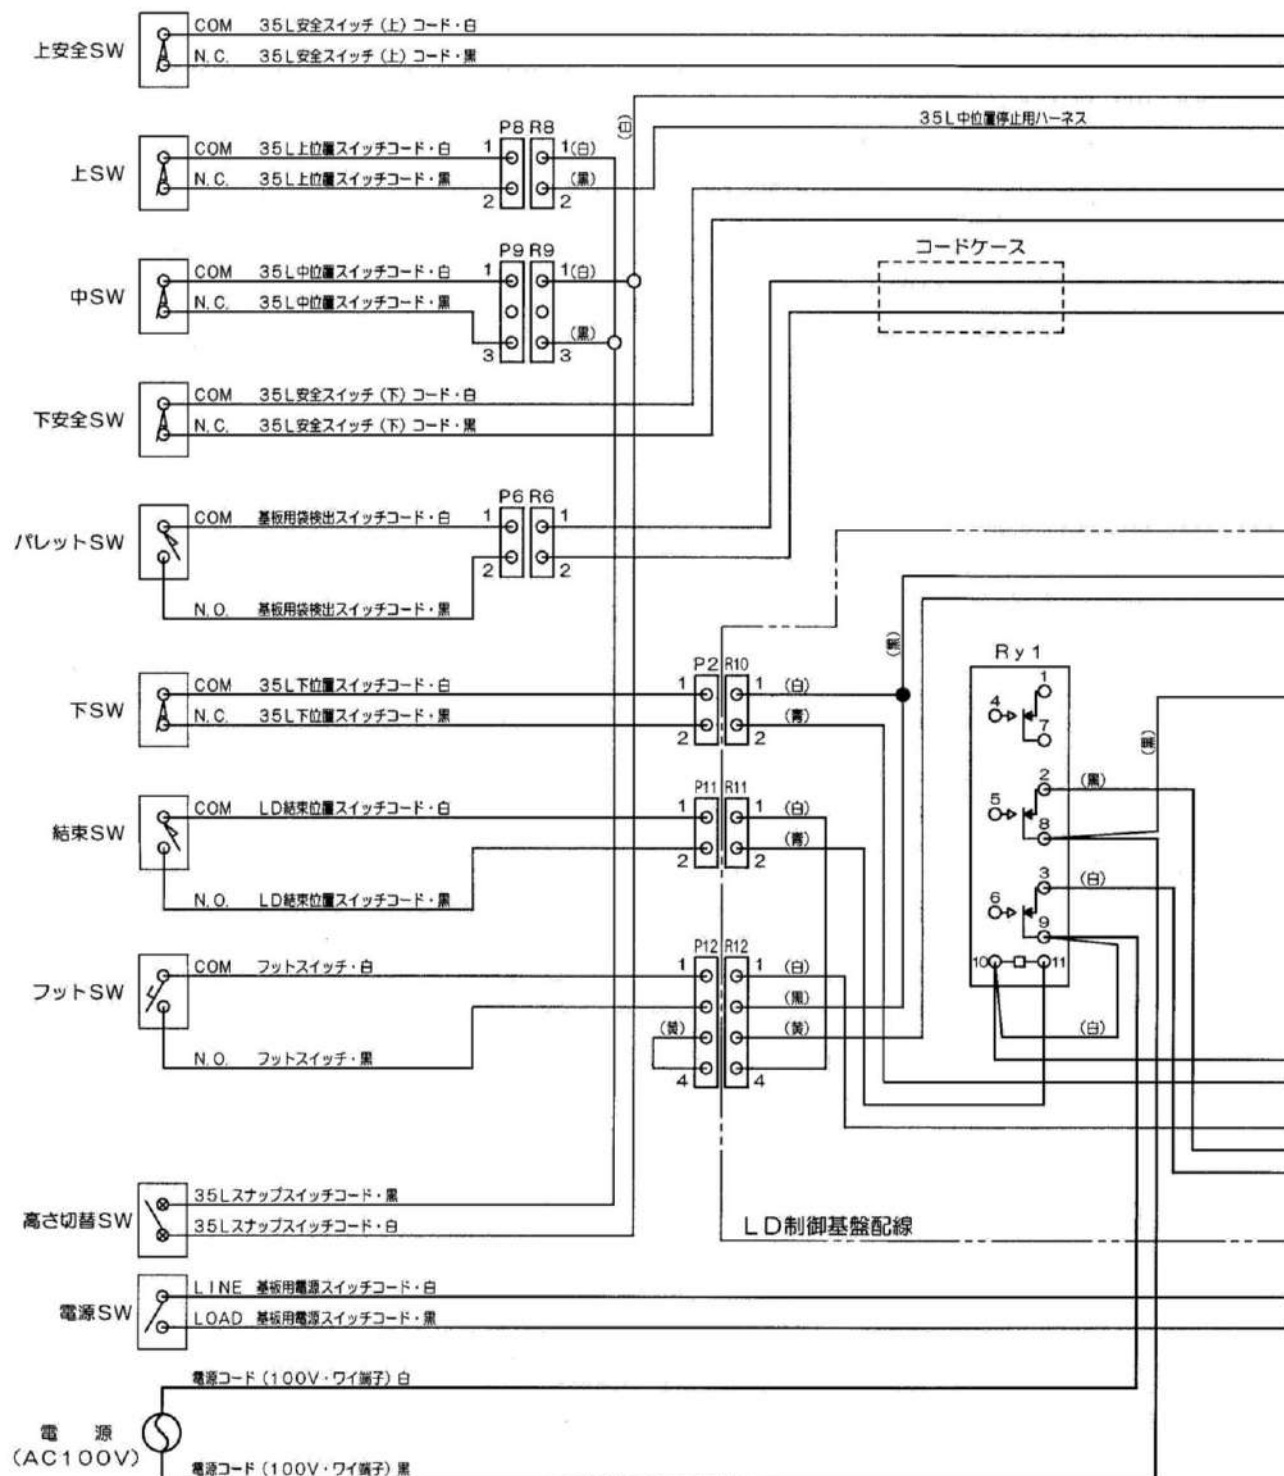 上安全SW
COM 35L安全スイッチ(上)コード・白
N.C. 35L安全スイッチ(上)コード・黒
(白)
35L中位置停止用ハーネス
上SW
COM 35L上位置スイッチコード・白
N.C. 35L上位置スイッチコード・黒
P8 R8
1 1(白)
(黒)
2 2
中SW
COM 35L中位置スイッチコード・白
N.C. 35L中位置スイッチコード・黒
P9 R9
1 1(白)
(黒)
3 3
コードケース
下安全SW
COM 35L安全スイッチ(下)コード・白
N.C. 35L安全スイッチ(下)コード・黒
パレットSW
COM 基板用袋検出スイッチコード・白
N.O. 基板用袋検出スイッチコード・黒
P6 R6
1 1
2 2
下SW
COM 35L下位置スイッチコード・白
N.C. 35L下位置スイッチコード・黒
P2 R10
1 1 (白)
2 2 (青)
(黒)
結束SW
COM LD結束位置スイッチコード・白
N.O. LD結束位置スイッチコード・黒
P11 R11
1 1 (白)
2 2 (青)
フットSW
COM フットスイッチ・白
N.O. フットスイッチ・黒
P12 R12
1 1 (白)
(黒)
(黄) (黄)
4 4
Ry1
1
4
7
2 (黒)
5
8
(黒)
3 (白)
6
9
10 11
(白)
高さ切替SW
35Lスナップスイッチコード・黒
35Lスナップスイッチコード・白
LD制御基盤配線
電源SW
LINE 基板用電源スイッチコード・白
LOAD 基板用電源スイッチコード・黒
電源コード(100V・ワイ端子)白
電 源
(AC100V)
電源コード(100V・ワイ端子)黒